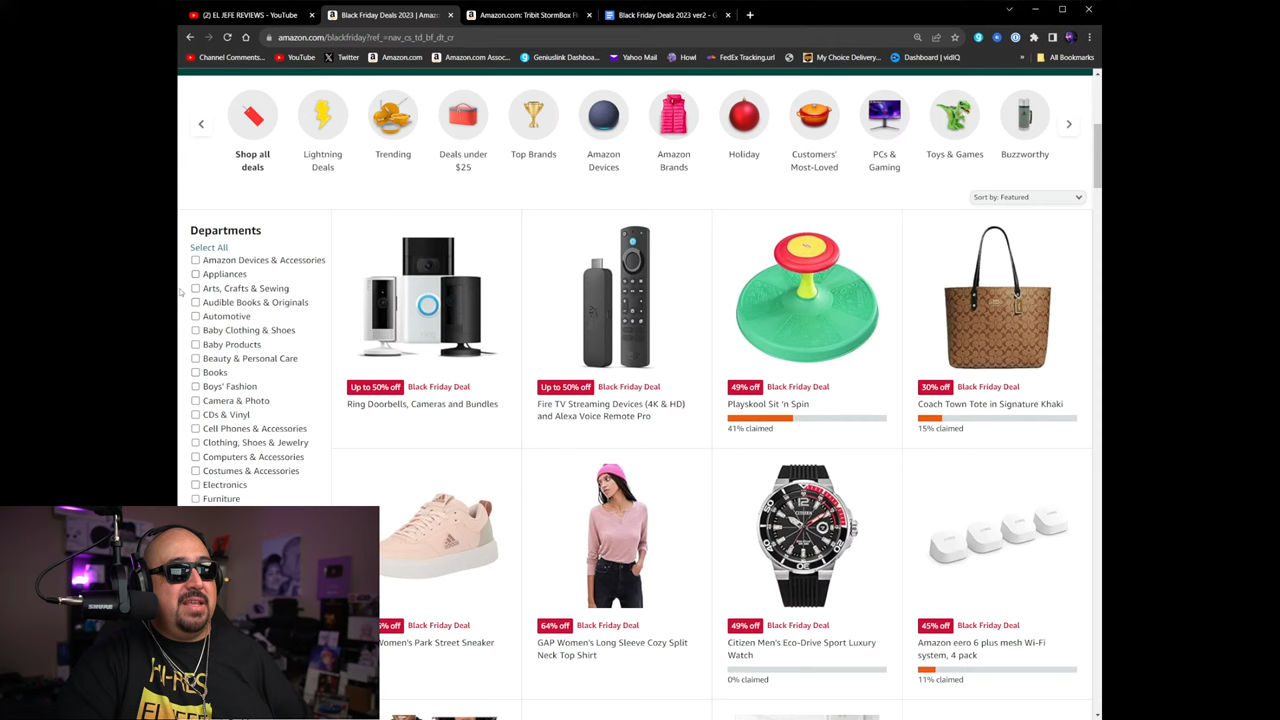 (2) EL JEFE REVIEWS - YouTube
Black Friday Deals 2023 | Amaz
Amazon.com: Tribit StormBox Fl
Black Friday Deals 2023 ver2 - G
amazon.com/blackfriday?ref_=nav_cs_td_bf_dt_cr
Channel Comments...
YouTube
Twitter
Amazon.com
Amazon.com Assoc...
Geniuslink Dashboa...
Yahoo Mail
Howl
FedEx Tracking.url
My Choice Delivery...
Dashboard | vidIQ
»
All Bookmarks
Shop all
deals
Lightning
Deals
Trending
Deals under
$25
Top Brands
Amazon
Devices
Amazon
Brands
Holiday
Customers'
Most-Loved
PCs &
Gaming
Toys & Games
Buzzworthy
Sort by: Featured
Departments
Select All
Amazon Devices & Accessories
Appliances
Arts, Crafts & Sewing
Audible Books & Originals
Automotive
Baby Clothing & Shoes
Baby Products
Beauty & Personal Care
Books
Boys' Fashion
Camera & Photo
CDs & Vinyl
Cell Phones & Accessories
Clothing, Shoes & Jewelry
Computers & Accessories
Costumes & Accessories
Electronics
Furniture
Up to 50% off Black Friday Deal
Ring Doorbells, Cameras and Bundles
Up to 50% off Black Friday Deal
Fire TV Streaming Devices (4K & HD)
and Alexa Voice Remote Pro
49% off Black Friday Deal
Playskool Sit 'n Spin
41% claimed
30% off Black Friday Deal
Coach Town Tote in Signature Khaki
15% claimed
% off Black Friday Deal
Women's Park Street Sneaker
64% off Black Friday Deal
GAP Women's Long Sleeve Cozy Split
Neck Top Shirt
49% off Black Friday Deal
Citizen Men's Eco-Drive Sport Luxury
Watch
0% claimed
45% off Black Friday Deal
Amazon eero 6 plus mesh Wi-Fi
system, 4 pack
11% claimed
SHURE
HI-RES
CITIZEN